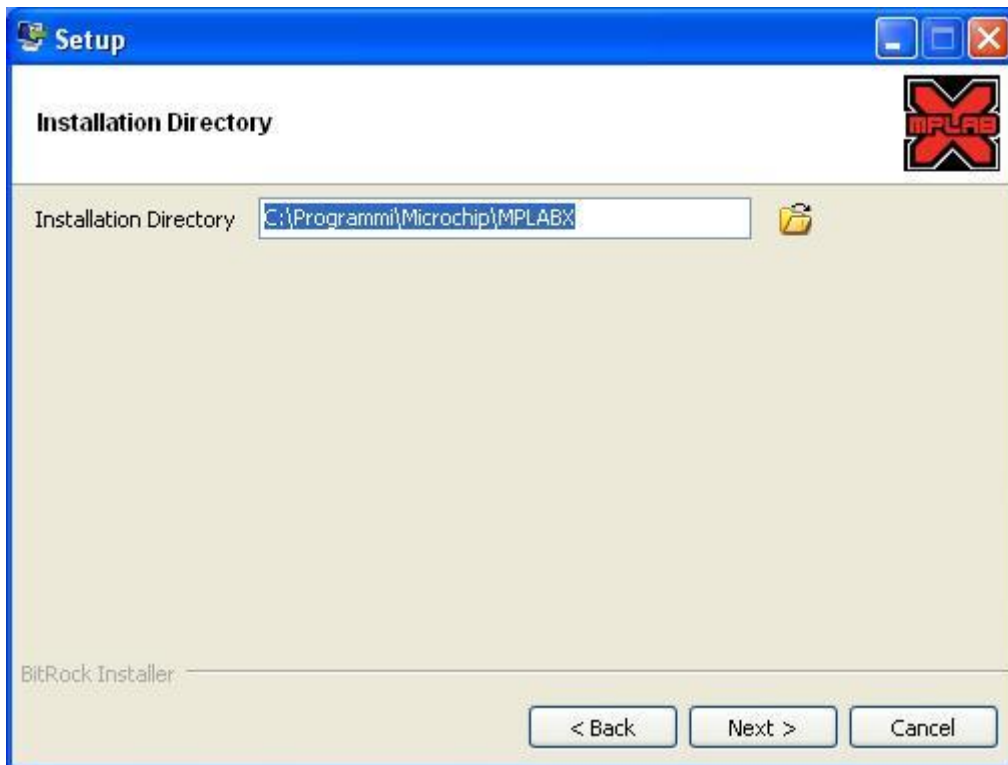 Setup
Installation Directory
MPLAB
Installation Directory C:\Programmi\Microchip\MPLABX
BitRock Installer
< Back Next > Cancel